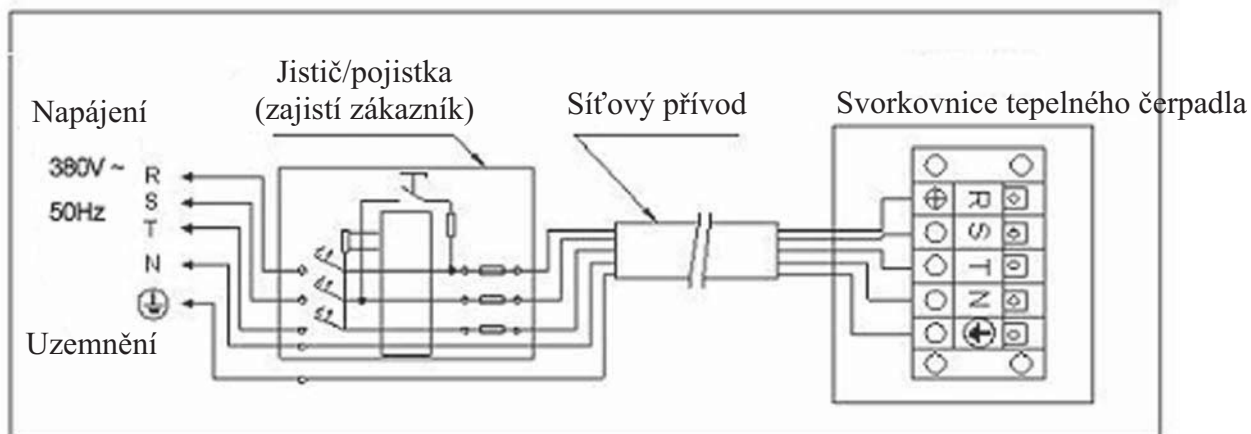 Jistič/pojistka
(zajistí zákazník)
Napájení
Síťový přívod
Svorkovnice tepelného čerpadla
380V ~
50Hz
R
S
T
N
Uzemnění
R
S
T
N